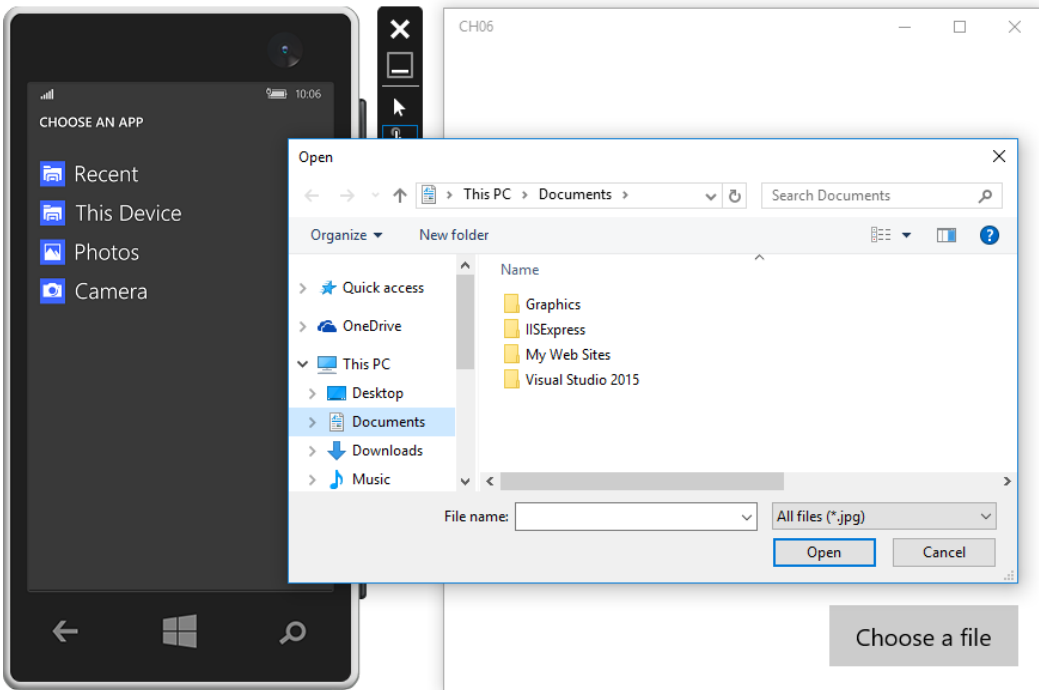 10:06
CHOOSE AN APP
Recent
This Device
Photos
Camera
CH06
Open
This PC > Documents >
Search Documents
Organize
New folder
Name
Quick access
OneDrive
This PC
Desktop
Documents
Downloads
Music
Graphics
IISExpress
My Web Sites
Visual Studio 2015
File name:
All files (*.jpg)
Open
Cancel
Choose a file